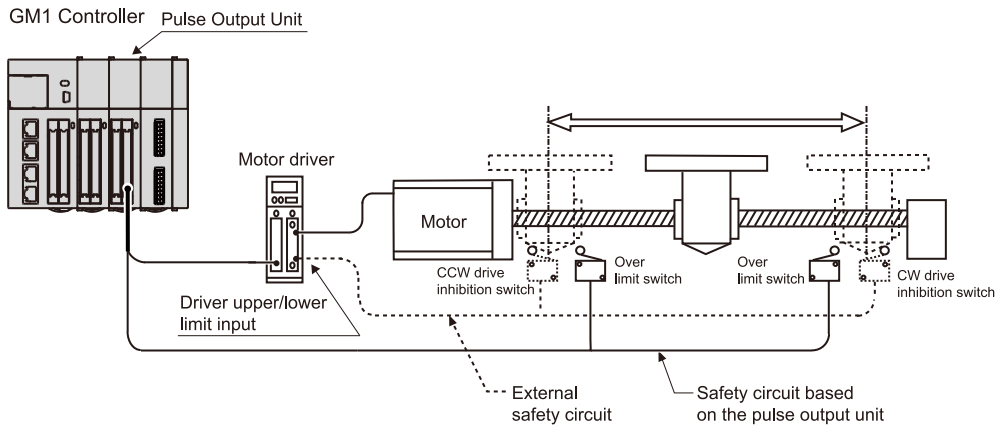 GM1 Controller
Pulse Output Unit
Motor driver
Motor
CCW drive
inhibition switch
Over
limit switch
Over
limit switch
CW drive
inhibition switch
Driver upper/lower
limit input
External
safety circuit
Safety circuit based
on the pulse output unit